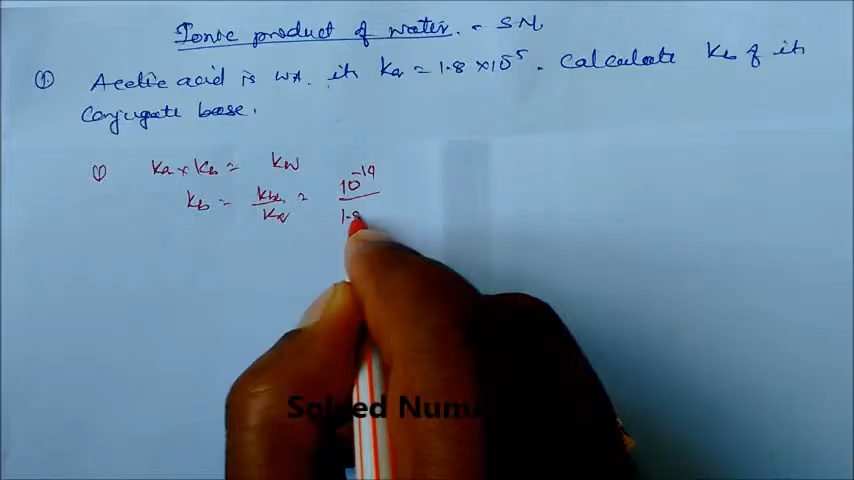 Ionic product of water. - SN
① Acetic acid is WA. its Ka = 1.8 × 10⁻⁵. Calculate Kb of its
Conjugate base.
① Ka × Kb = Kw
Kb = Kw/Ka = 10⁻¹⁴/1.8
Solved Num